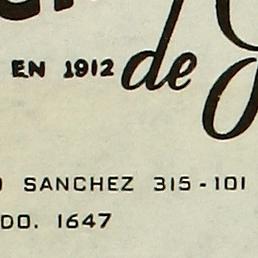 EN 1912 de
SANCHEZ 315-101
DO. 1647